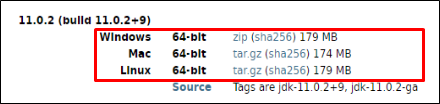 11.0.2 (build 11.0.2+9)
Windows 64-bit zip (sha256) 179 MB
Mac 64-bit tar.gz (sha256) 174 MB
Linux 64-bit tar.gz (sha256) 179 MB
Source Tags are jdk-11.0.2+9, jdk-11.0.2-ga